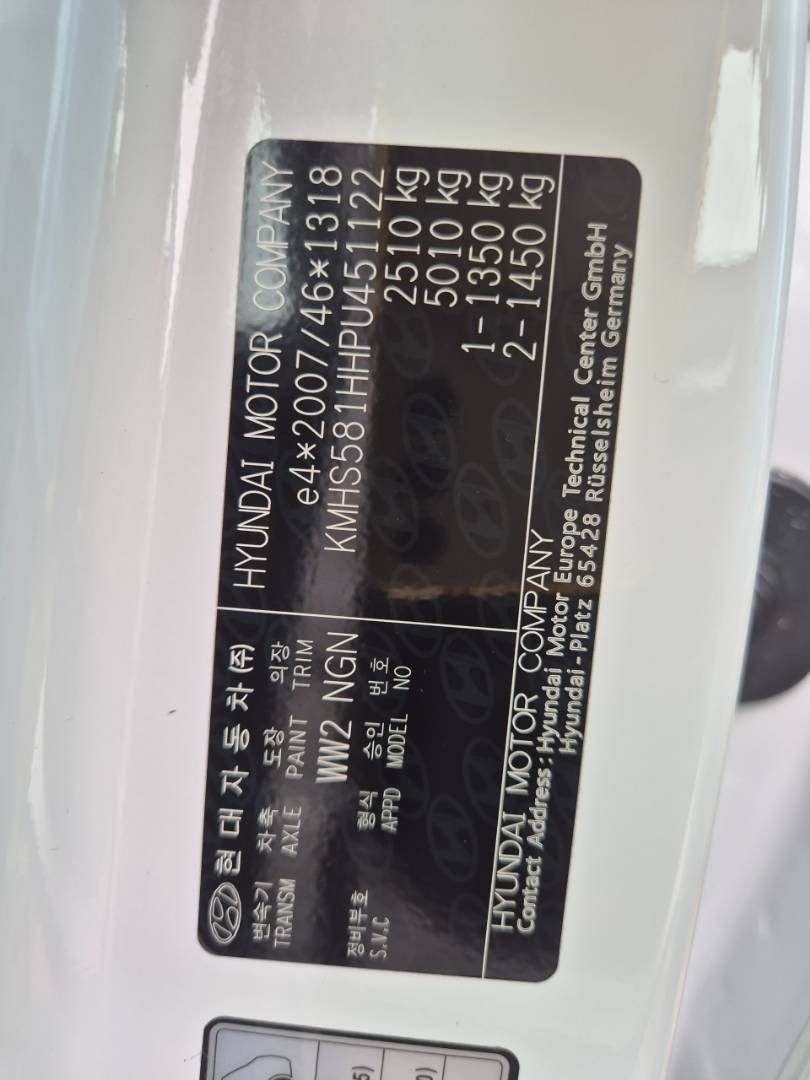 현대자동차(주)
HYUNDAI MOTOR COMPANY
변속기 차축 도장 의장
TRANSM AXLE PAINT TRIM
WW2 NGN
e4*2007/46*1318
KMHS581HHPU451122
2510 kg
5010 kg
1-1350 kg
2-1450 kg
정비부호 형식 승인 번호
S.V.C APPD MODEL NO
HYUNDAI MOTOR COMPANY
Contact Address : Hyundai Motor Europe Technical Center GmbH
Hyundai-Platz 65428 Rüsselsheim Germany